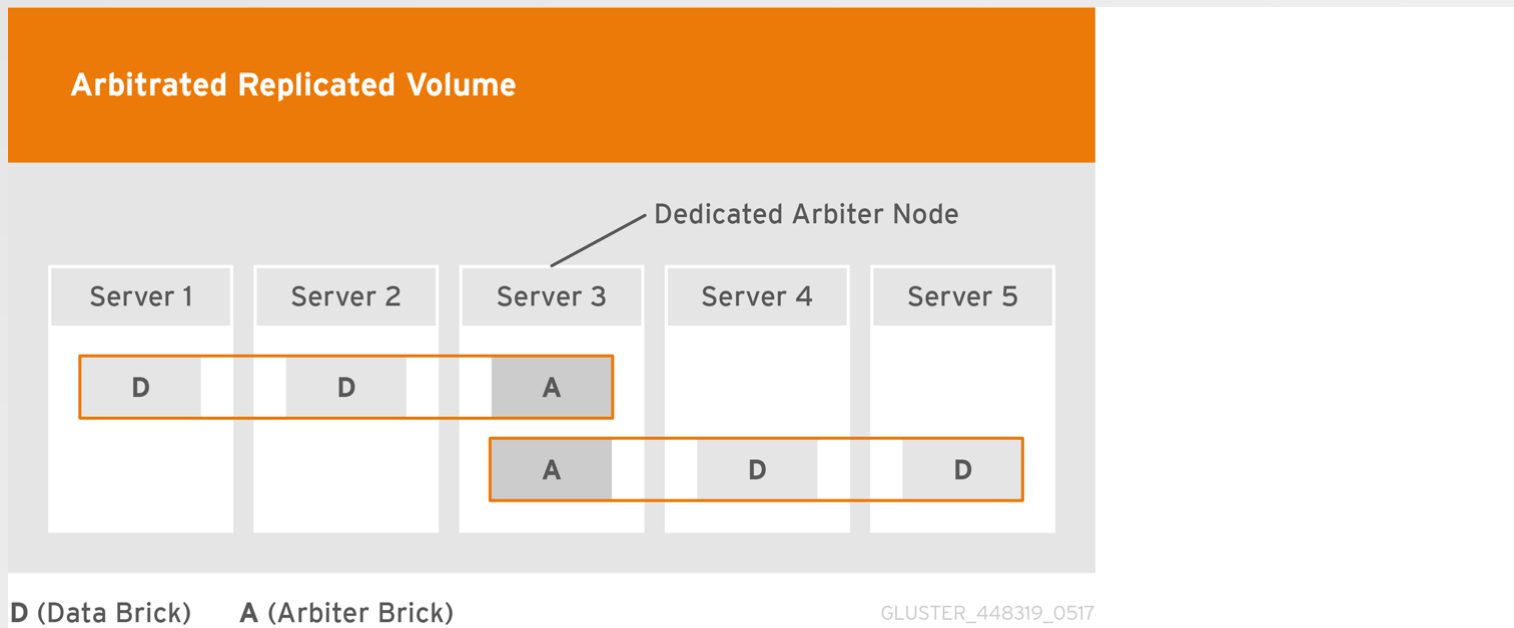 Arbitrated Replicated Volume
Dedicated Arbiter Node
Server 1 Server 2 Server 3 Server 4 Server 5
D D A
A D D
D (Data Brick) A (Arbiter Brick) GLUSTER_448319_0517